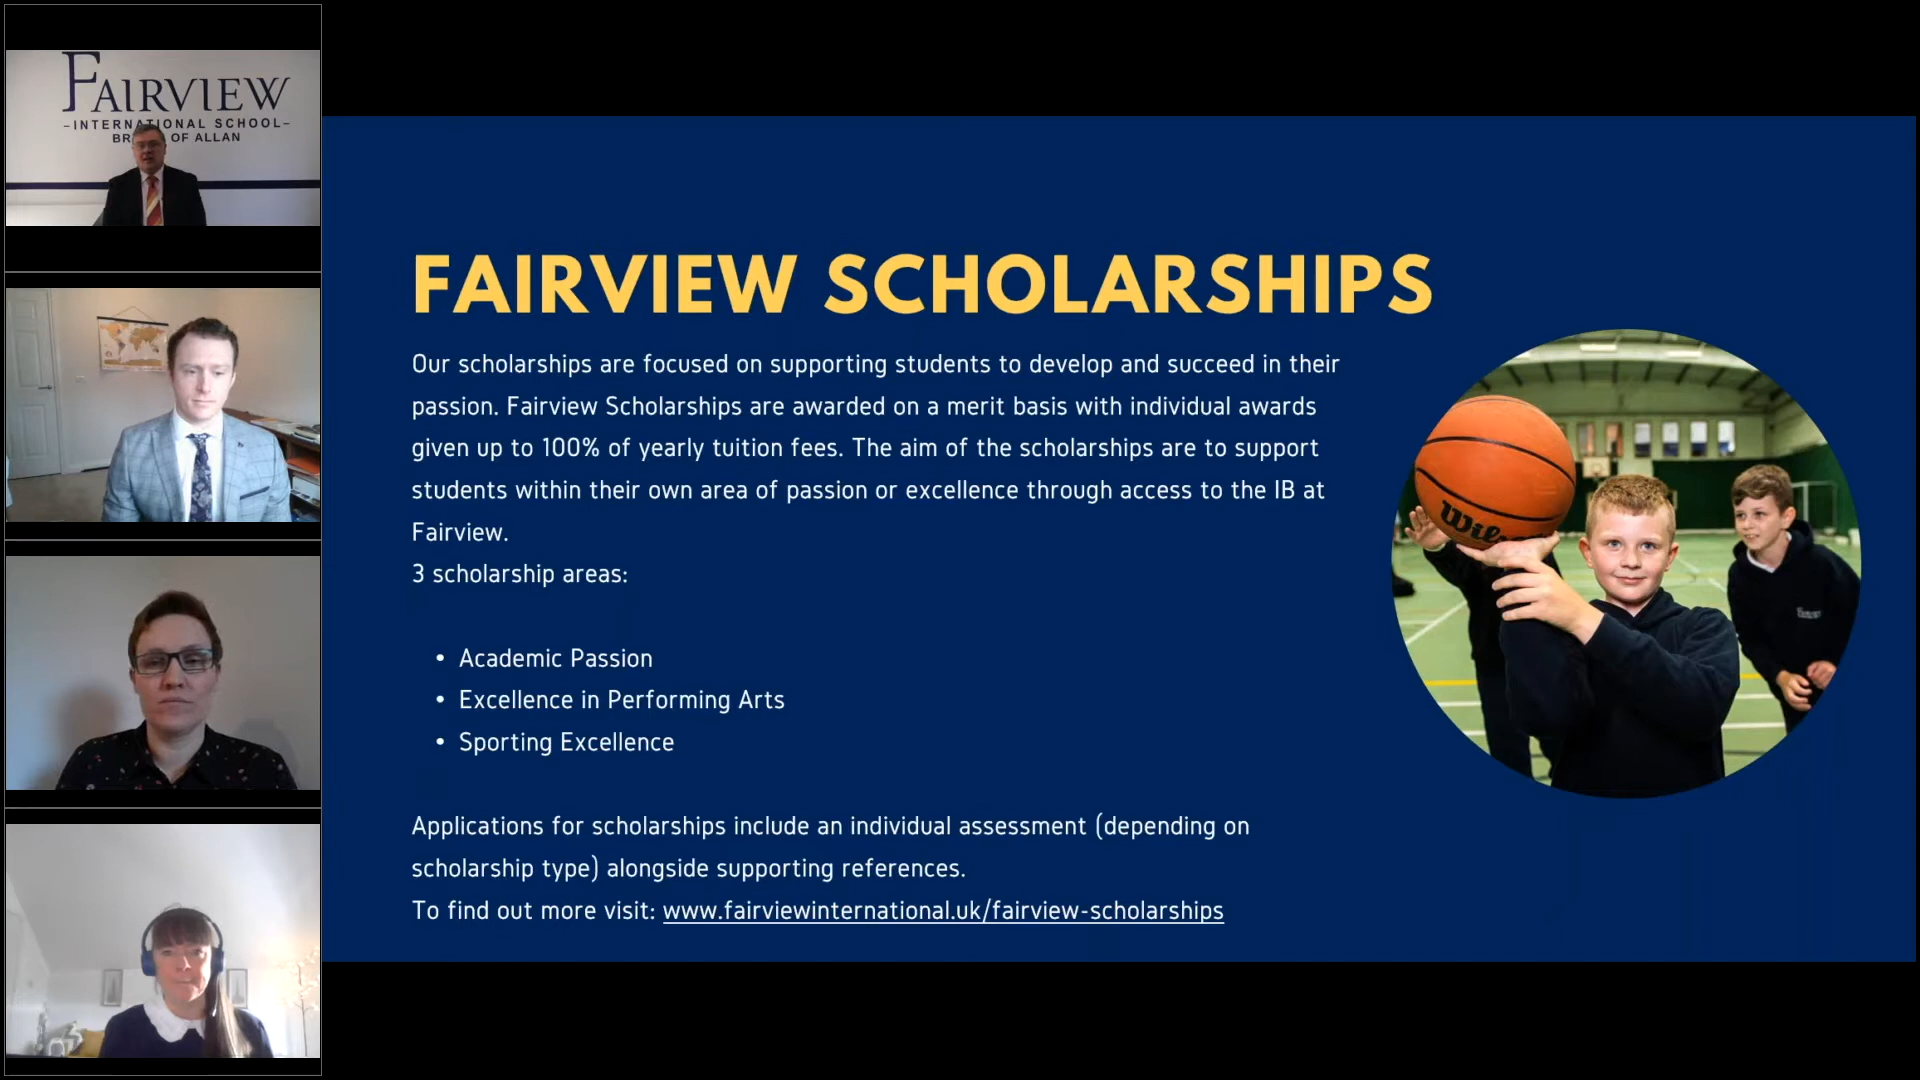 FAIRVIEW
-INTERNATIONAL SCHOOL-
OF ALLAN
FAIRVIEW SCHOLARSHIPS
Our scholarships are focused on supporting students to develop and succeed in their
passion. Fairview Scholarships are awarded on a merit basis with individual awards
given up to 100% of yearly tuition fees. The aim of the scholarships are to support
students within their own area of passion or excellence through access to the IB at
Fairview.
3 scholarship areas:
• Academic Passion
• Excellence in Performing Arts
• Sporting Excellence
Applications for scholarships include an individual assessment (depending on
scholarship type) alongside supporting references.
To find out more visit: www.fairviewinternational.uk/fairview-scholarships